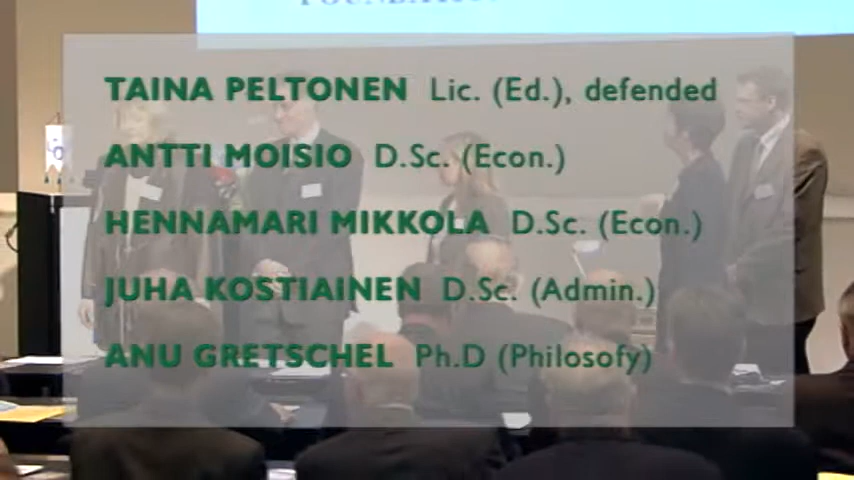 TAINA PELTONEN Lic. (Ed.), defended
ANTTI MOISIO D.Sc. (Econ.)
HENNAMARI MIKKOLA D.Sc. (Econ.)
JUHA KOSTIAINEN D.Sc. (Admin.)
ANU GRETSCHEL Ph.D (Philosofy)